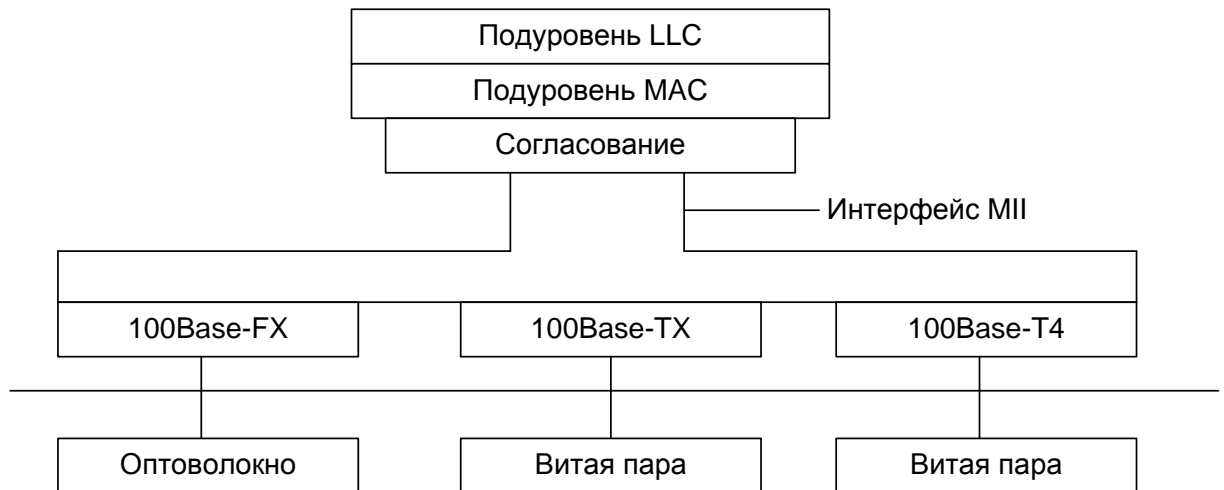 Подуровень LLC
Подуровень MAC
Согласование
Интерфейс MII
100Base-FX
100Base-TX
100Base-T4
Оптоволокно
Витая пара
Витая пара